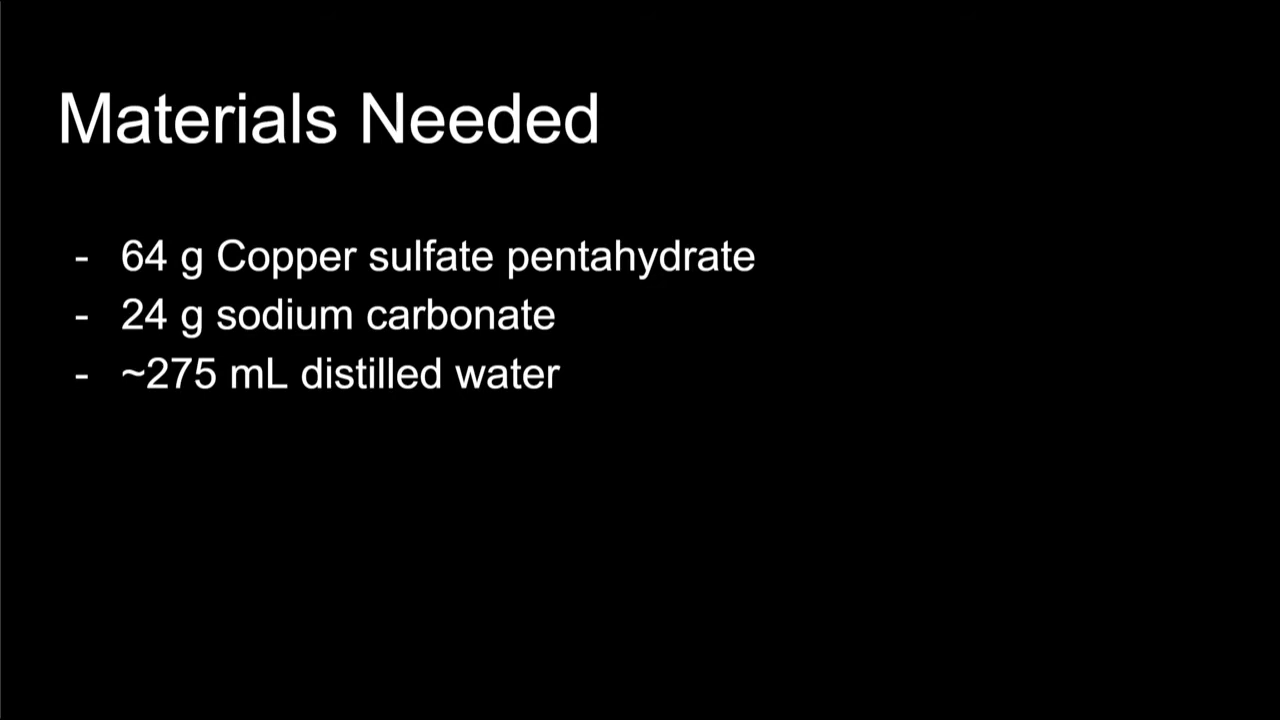 Materials Needed
- 64 g Copper sulfate pentahydrate
- 24 g sodium carbonate
- ~275 mL distilled water